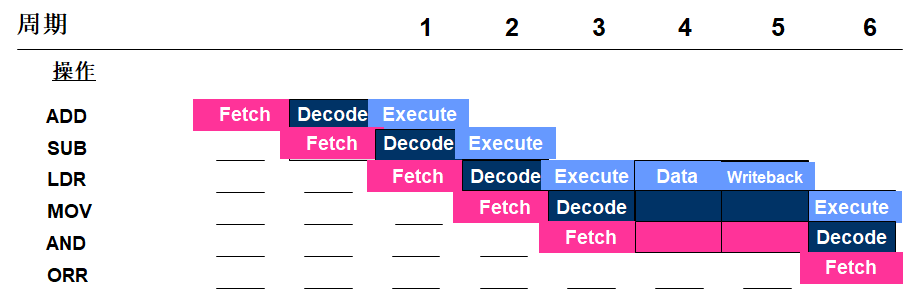 周期 1 2 3 4 5 6
操作
ADD Fetch Decode Execute
SUB Fetch Decode Execute
LDR Fetch Decode Execute Data Writeback
MOV Fetch Decode Execute
AND Fetch Decode
ORR Fetch